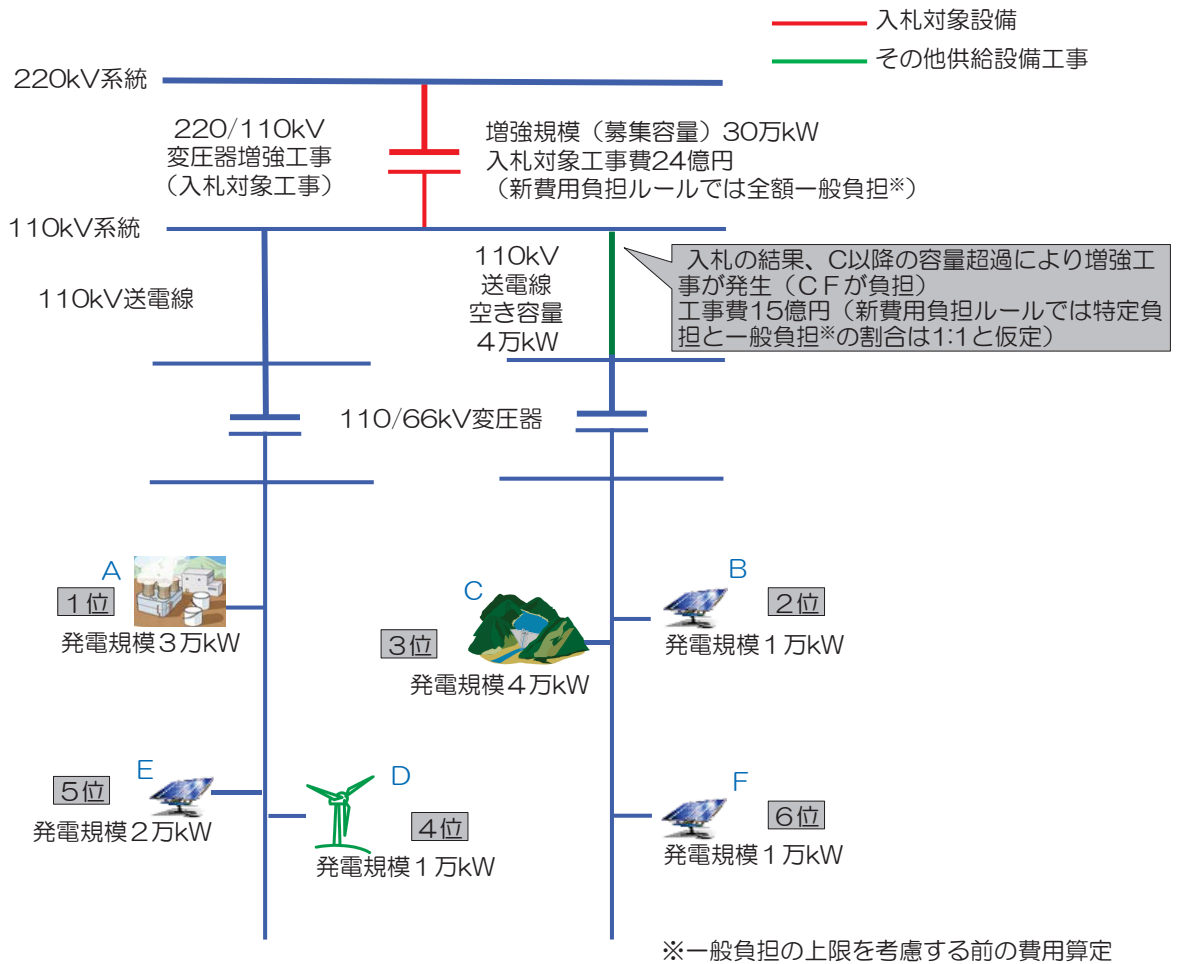 入札対象設備
その他供給設備工事
220kV系統
220/110kV
変圧器増強工事
（入札対象工事）
増強規模（募集容量）30万kW
入札対象工事費24億円
（新費用負担ルールでは全額一般負担※）
110kV系統
110kV送電線
110kV
送電線
空き容量
4万kW
入札の結果、C以降の容量超過により増強工
事が発生（CFが負担）
工事費15億円（新費用負担ルールでは特定負
担と一般負担※の割合は1:1と仮定）
110/66kV変圧器
A
1位
発電規模3万kW
B
2位
発電規模1万kW
C
3位
発電規模4万kW
E
5位
発電規模2万kW
D
4位
発電規模1万kW
F
6位
発電規模1万kW
※一般負担の上限を考慮する前の費用算定